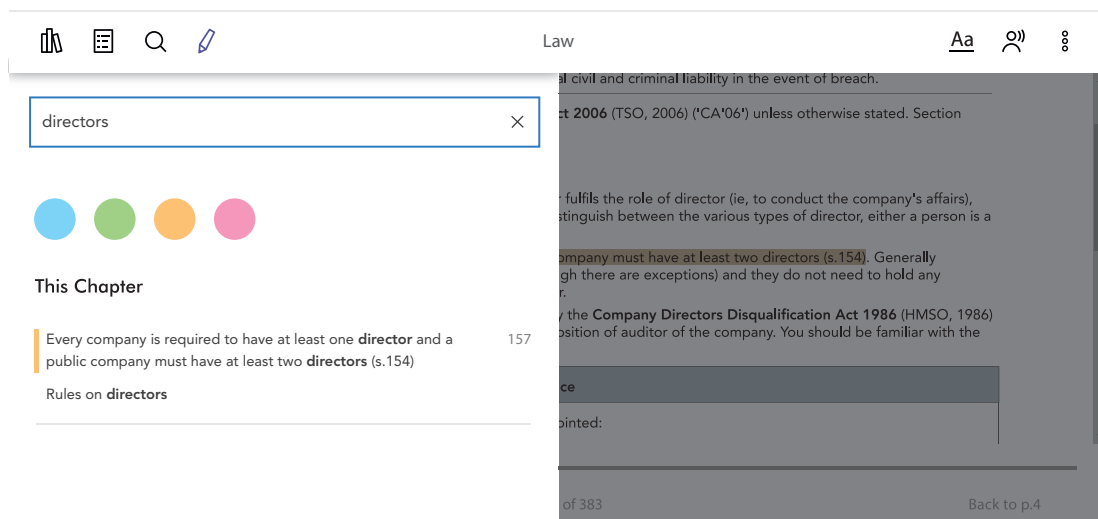 Law
Aa
directors
This Chapter
Every company is required to have at least one director and a
157
public company must have at least two directors (s.154)
Rules on directors
al civil and criminal liability in the event of breach.
ct 2006 (TSO, 2006) ('CA'06') unless otherwise stated. Section
r fulfils the role of director (ie, to conduct the company's affairs),
stinguish between the various types of director, either a person is a
ompany must have at least two directors (s.154). Generally
gh there are exceptions) and they do not need to hold any
r.
y the Company Directors Disqualification Act 1986 (HMSO, 1986)
osition of auditor of the company. You should be familiar with the
ce
ointed:
of 383
Back to p.4